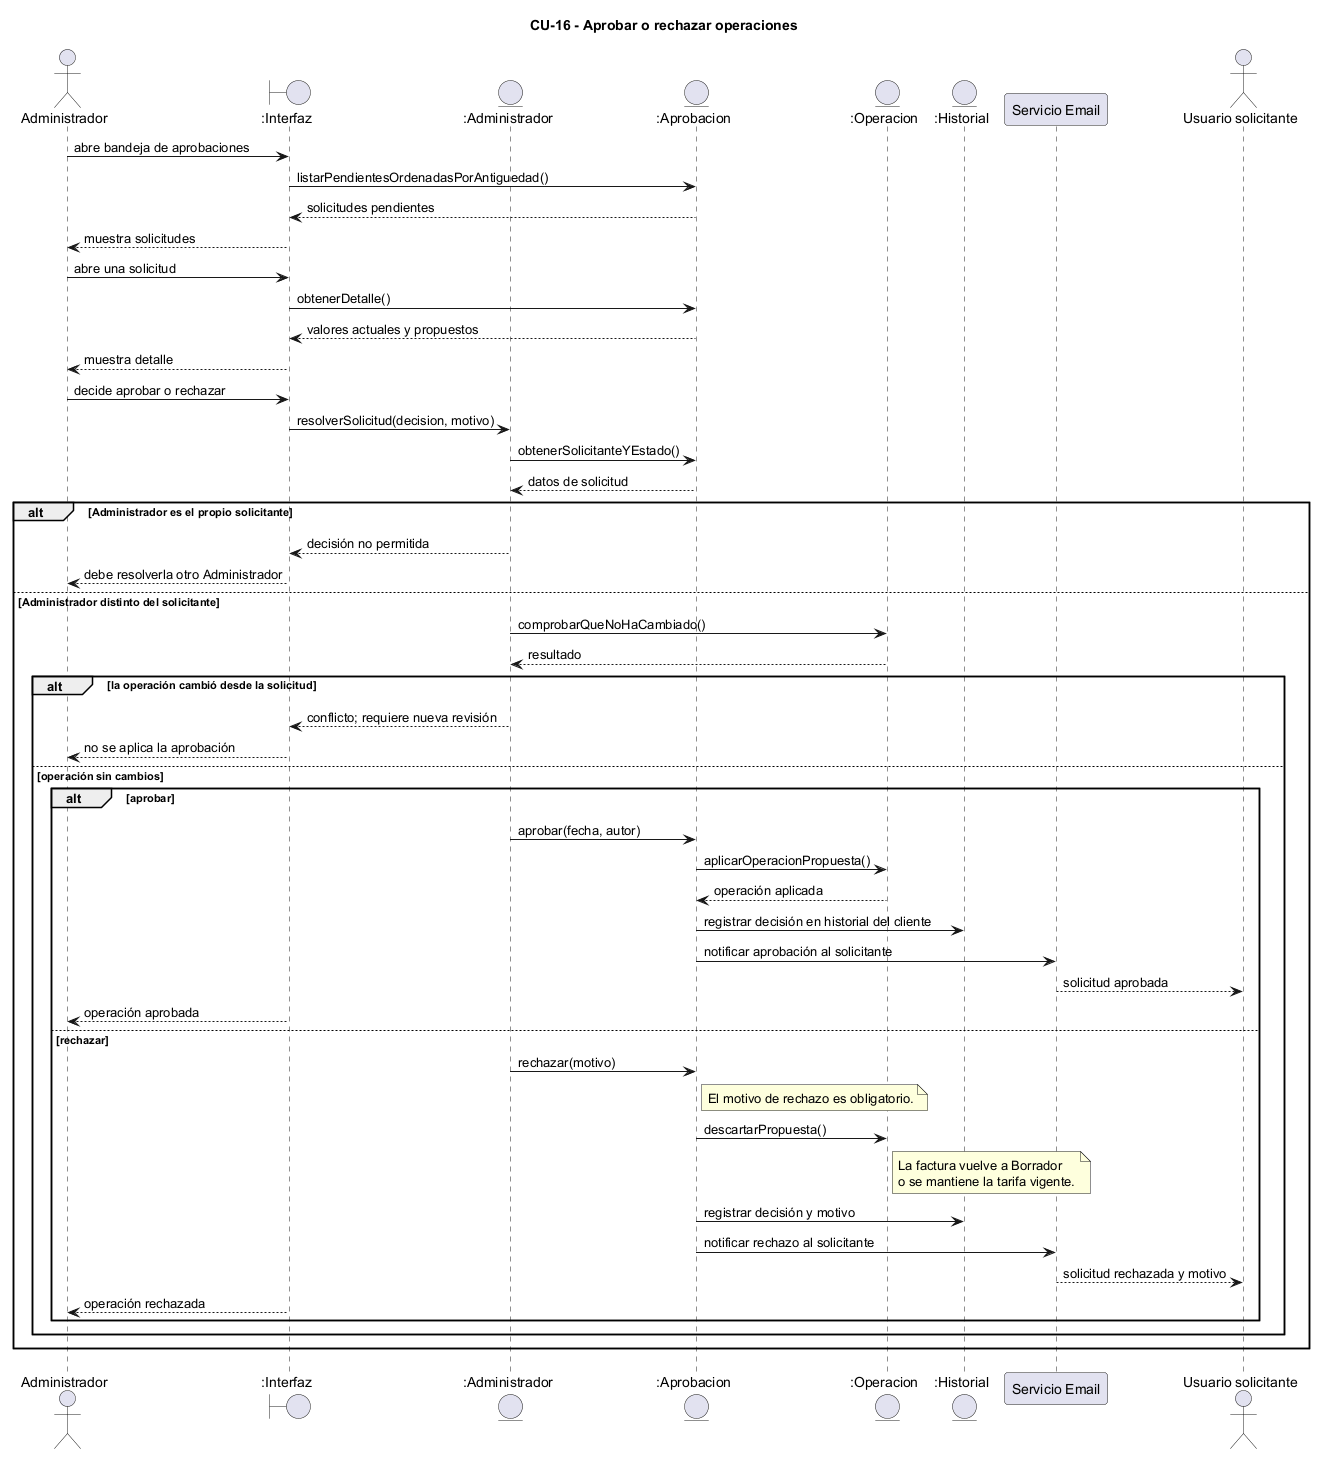 CU-16 - Aprobar o rechazar operaciones
Administrador
:Interfaz
:Administrador
:Aprobacion
:Operacion
:Historial
Servicio Email
Usuario solicitante
abre bandeja de aprobaciones
listarPendientesOrdenadasPorAntiguedad()
solicitudes pendientes
muestra solicitudes
abre una solicitud
obtenerDetalle()
valores actuales y propuestos
muestra detalle
decide aprobar o rechazar
resolverSolicitud(decision, motivo)
obtenerSolicitanteYEstado()
datos de solicitud
alt
[Administrador es el propio solicitante]
decisión no permitida
debe resolverla otro Administrador
[Administrador distinto del solicitante]
comprobarQueNoHaCambiado()
resultado
alt
[la operación cambió desde la solicitud]
conflicto; requiere nueva revisión
no se aplica la aprobación
[operación sin cambios]
alt
[aprobar]
aprobar(fecha, autor)
aplicarOperacionPropuesta()
operación aplicada
registrar decisión en historial del cliente
notificar aprobación al solicitante
solicitud aprobada
operación aprobada
[rechazar]
rechazar(motivo)
El motivo de rechazo es obligatorio.
descartarPropuesta()
La factura vuelve a Borrador
o se mantiene la tarifa vigente.
registrar decisión y motivo
notificar rechazo al solicitante
solicitud rechazada y motivo
operación rechazada
Administrador
:Interfaz
:Administrador
:Aprobacion
:Operacion
:Historial
Servicio Email
Usuario solicitante